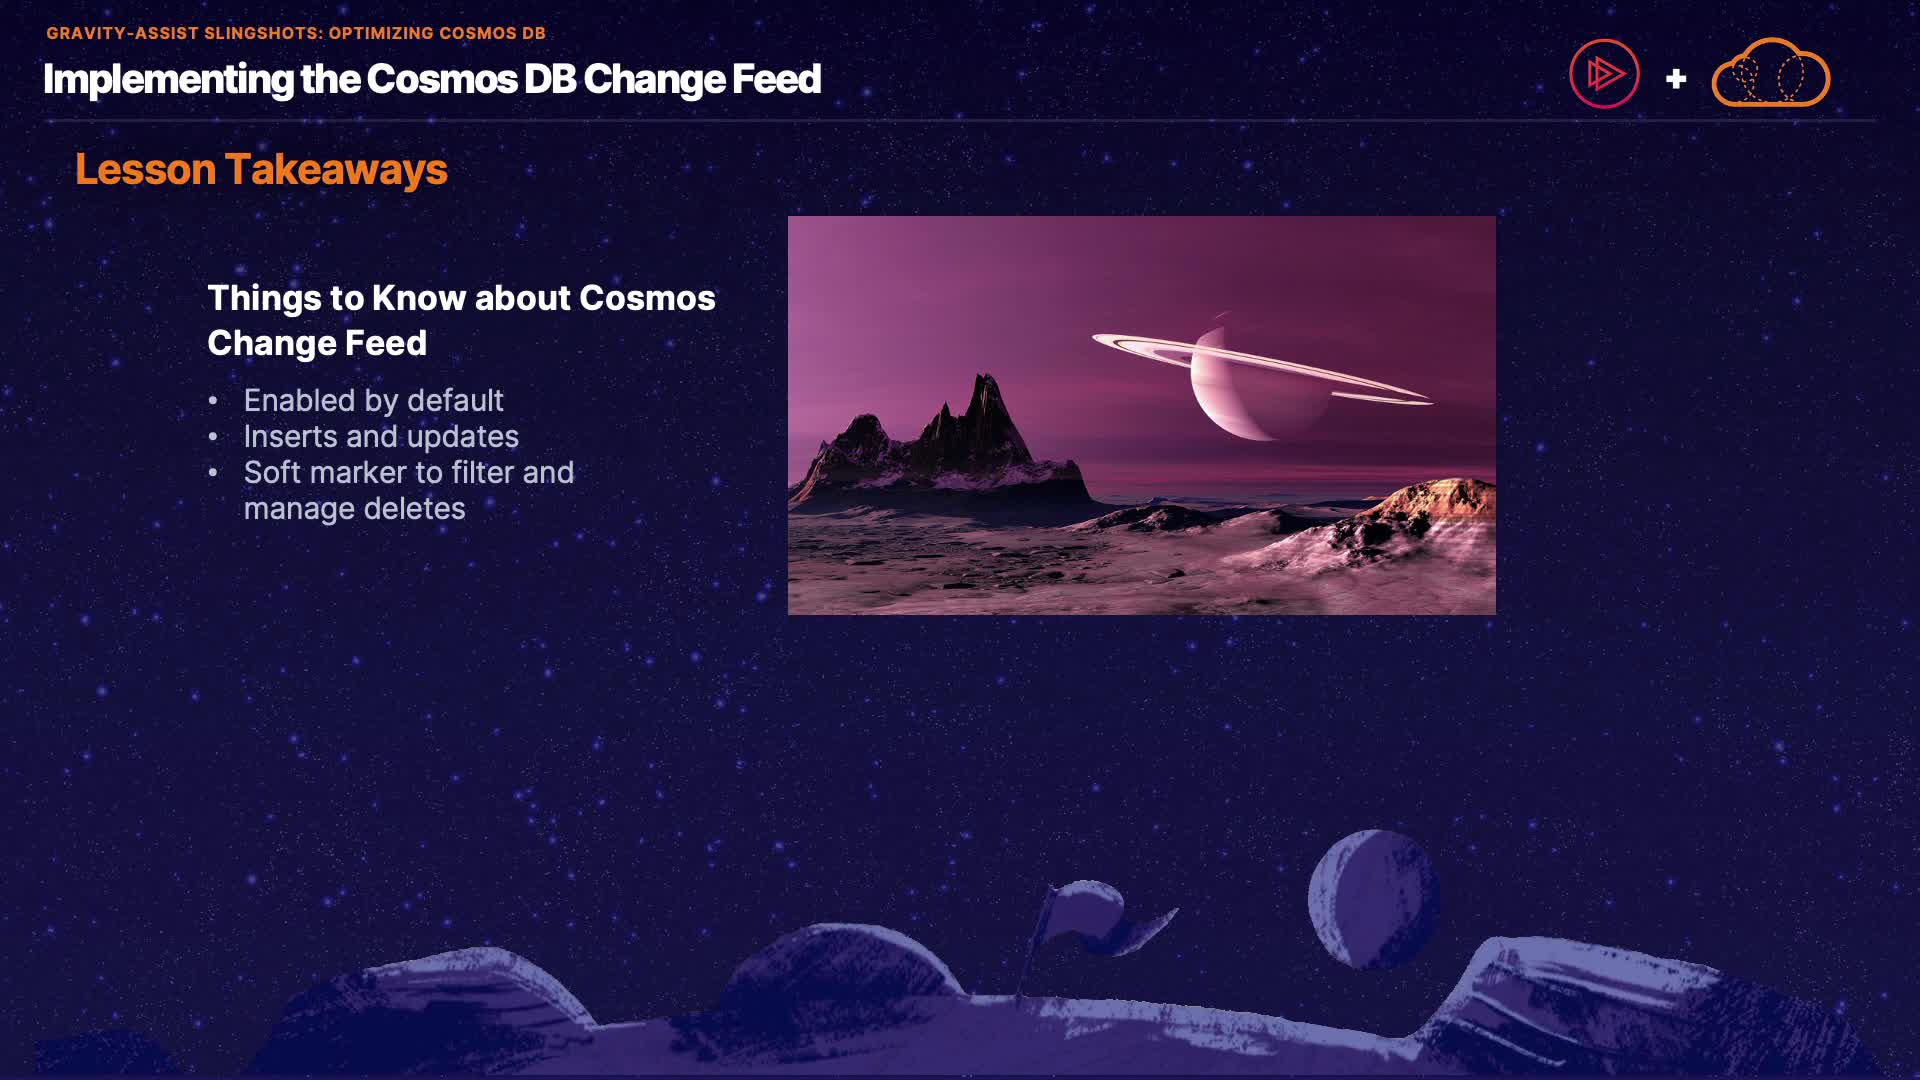 GRAVITY-ASSIST SLINGSHOTS: OPTIMIZING COSMOS DB
Implementing the Cosmos DB Change Feed
Lesson Takeaways
Things to Know about Cosmos
Change Feed
• Enabled by default
• Inserts and updates
• Soft marker to filter and
manage deletes